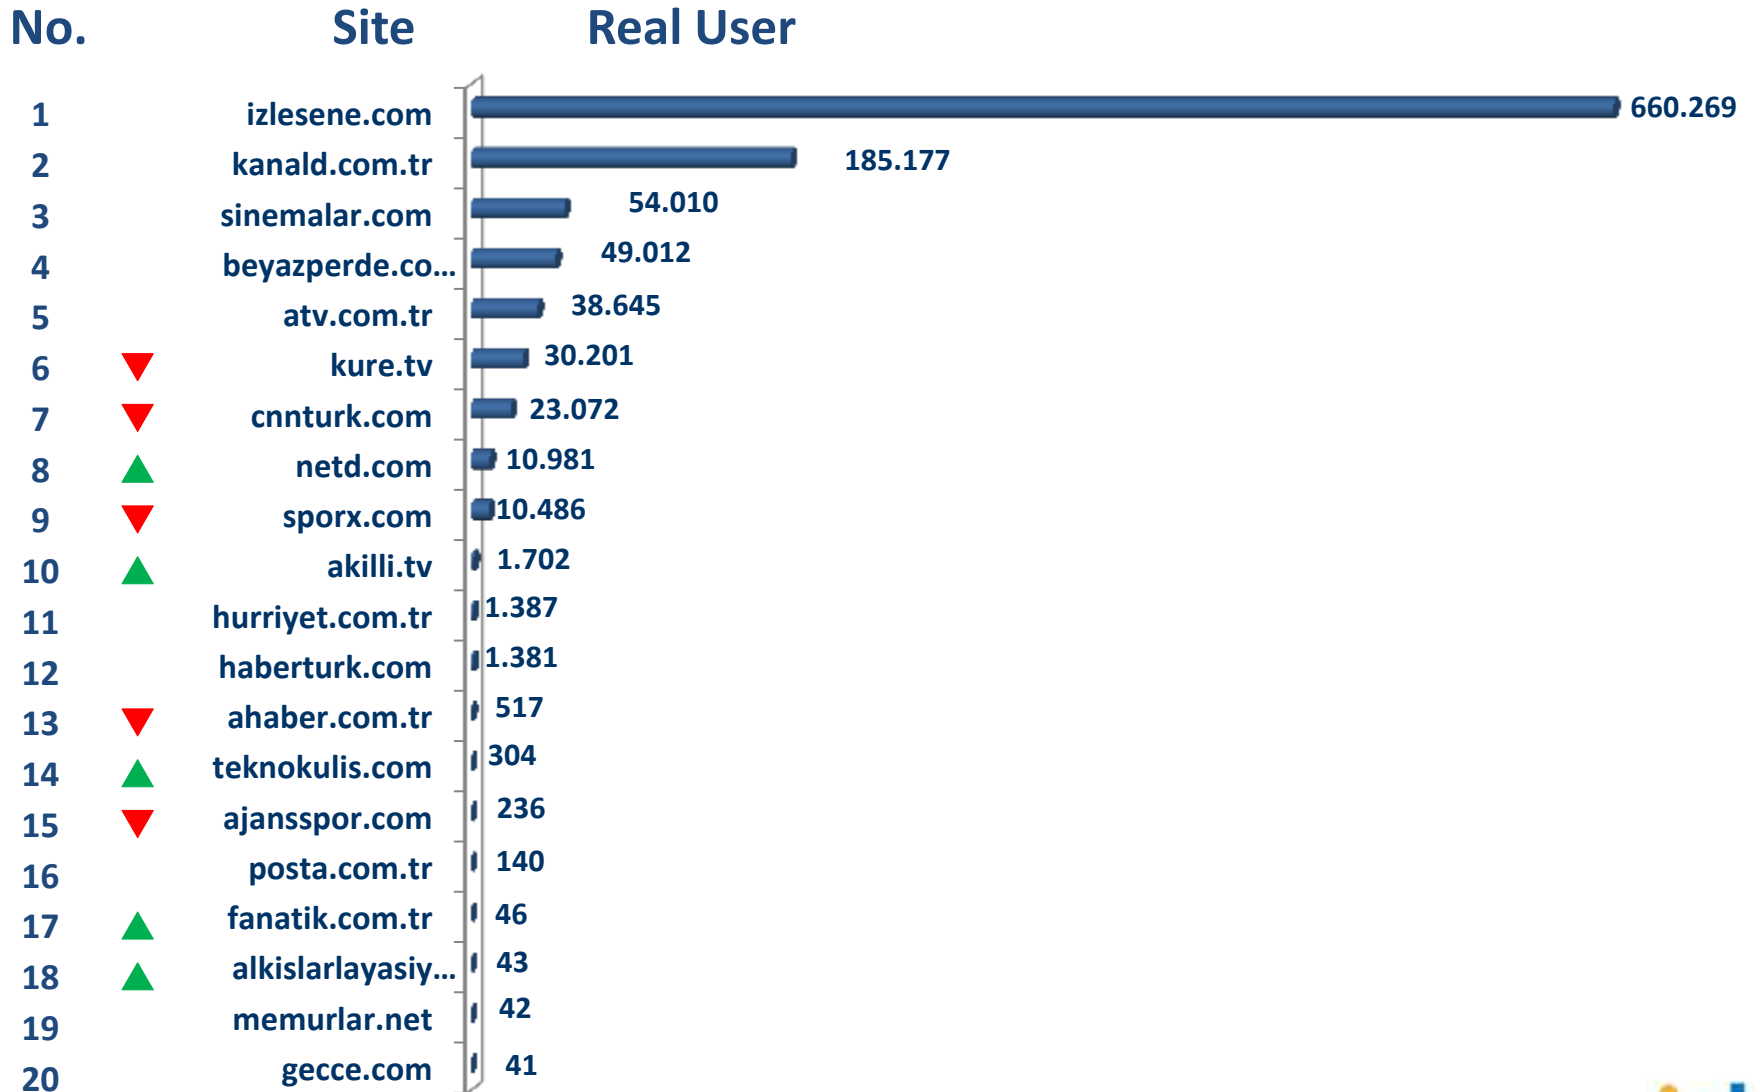 No. Site Real User
1 izlesene.com 660.269
2 kanald.com.tr 185.177
3 sinemalar.com 54.010
4 beyazperde.co... 49.012
5 atv.com.tr 38.645
6 kure.tv 30.201
7 cnnturk.com 23.072
8 netd.com 10.981
9 sporx.com 10.486
10 akilli.tv 1.702
11 hurriyet.com.tr 1.387
12 haberturk.com 1.381
13 ahaber.com.tr 517
14 teknokulis.com 304
15 ajansspor.com 236
16 posta.com.tr 140
17 fanatik.com.tr 46
18 alkislarlayasiy... 43
19 memurlar.net 42
20 gecce.com 41